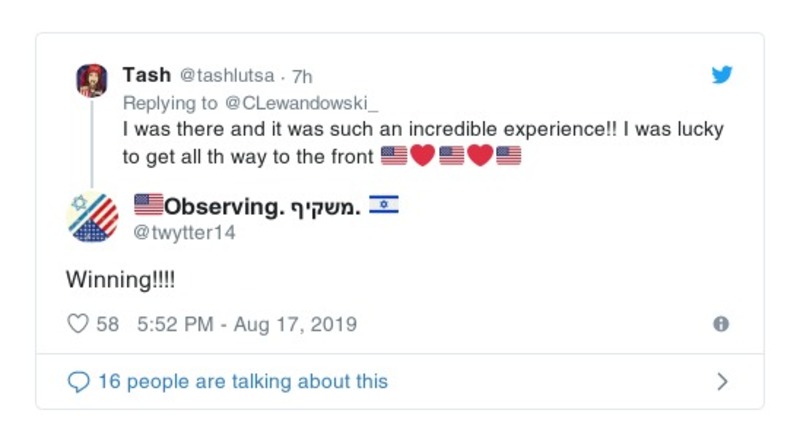 Tash @tashlutsa · 7h
Replying to @CLewandowski_
I was there and it was such an incredible experience!! I was lucky
to get all th way to the front 🇺🇸❤️🇺🇸❤️🇺🇸
🇺🇸Observing. משקיף. 🇮🇱
@twytter14
Winning!!!!
58 5:52 PM - Aug 17, 2019
16 people are talking about this